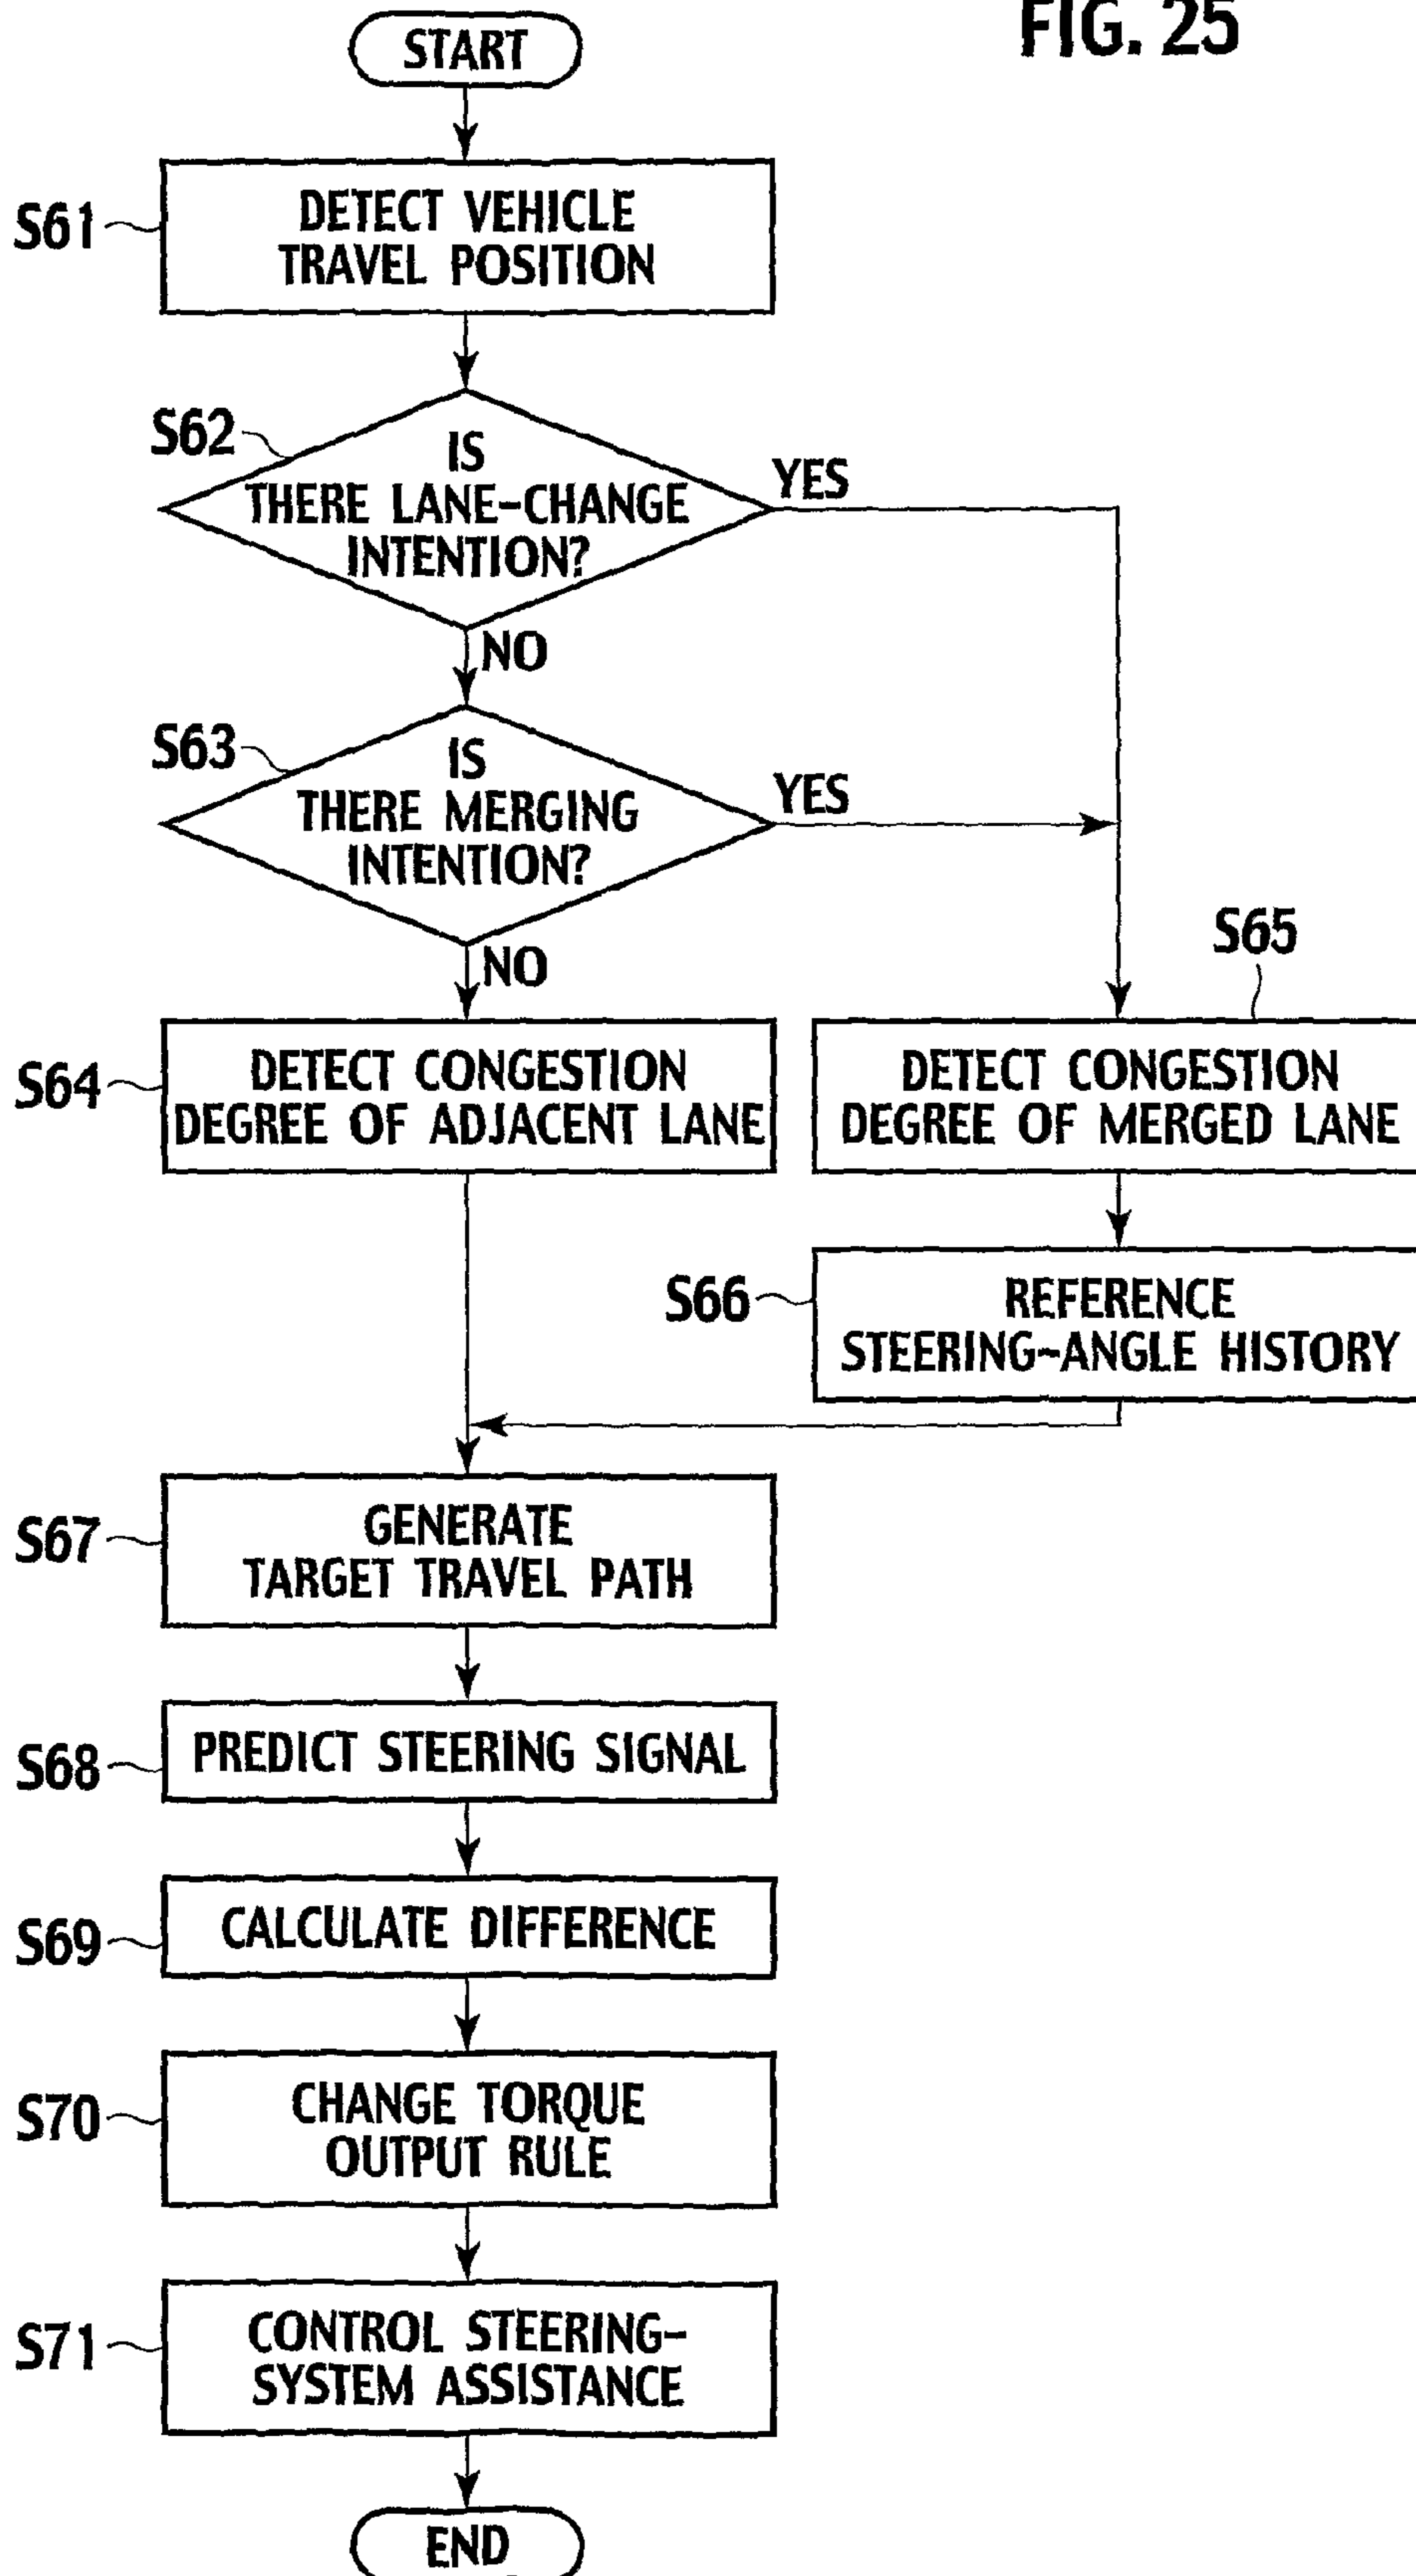 FIG. 25
START
S61
DETECT VEHICLE
TRAVEL POSITION
S62
IS
THERE LANE-CHANGE
INTENTION?
YES
NO
S63
IS
THERE MERGING
INTENTION?
YES
NO
S64
DETECT CONGESTION
DEGREE OF ADJACENT LANE
S65
DETECT CONGESTION
DEGREE OF MERGED LANE
S66
REFERENCE
STEERING-ANGLE HISTORY
S67
GENERATE
TARGET TRAVEL PATH
S68
PREDICT STEERING SIGNAL
S69
CALCULATE DIFFERENCE
S70
CHANGE TORQUE
OUTPUT RULE
S71
CONTROL STEERING-
SYSTEM ASSISTANCE
END